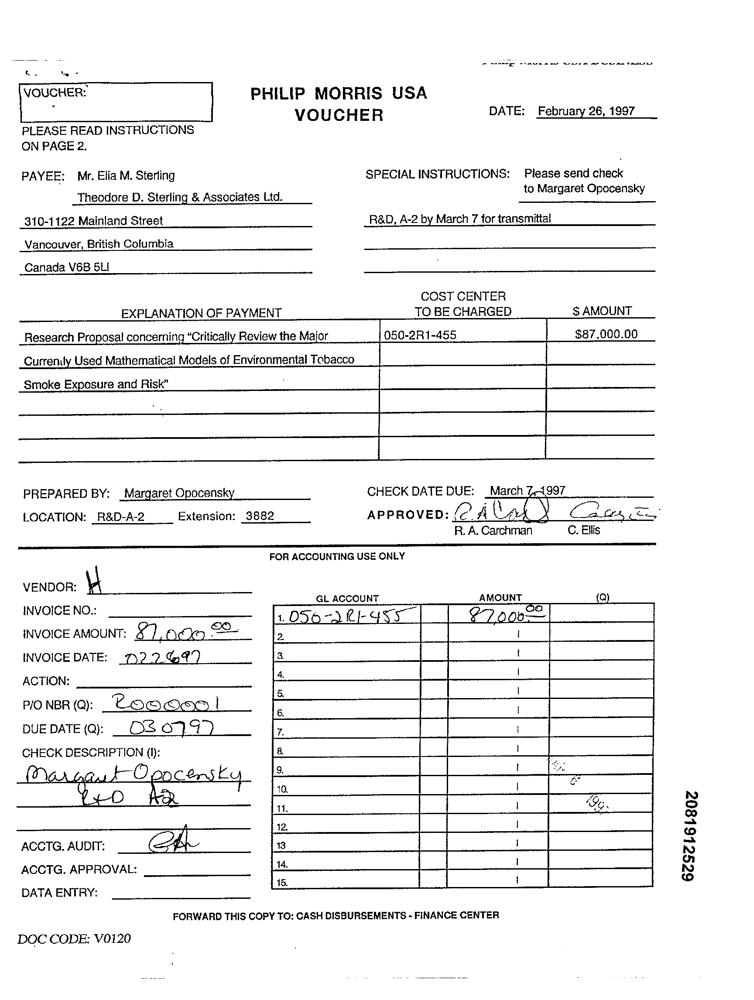 VOUCHER:
PHILIP MORRIS USA
VOUCHER
DATE: February 26, 1997
PLEASE READ INSTRUCTIONS
ON PAGE 2.
PAYEE: Mr. Elia M. Sterling
Theodore D. Sterling & Associates Ltd.
310-1122 Mainland Street
Vancouver, British Columbia
Canada V6B 5LI
SPECIAL INSTRUCTIONS: Please send check
to Margaret Opocensky
R&D, A-2 by March 7 for transmittal
EXPLANATION OF PAYMENT
COST CENTER
TO BE CHARGED
$ AMOUNT
Research Proposal concerning "Critically Review the Major 050-2R1-455 $87,000.00
Currently Used Mathematical Models of Environmental Tobacco
Smoke Exposure and Risk"
PREPARED BY: Margaret Opocensky
CHECK DATE DUE: March 7, 1997
LOCATION: R&D-A-2 Extension: 3882
APPROVED:
R. A. Carchman C. Ellis
FOR ACCOUNTING USE ONLY
VENDOR: H
INVOICE NO.:
INVOICE AMOUNT: 87,000.00
INVOICE DATE: 022697
ACTION:
P/O NBR (Q): 2000001
DUE DATE (Q): 030797
CHECK DESCRIPTION (I):
Margaret Opocensky
R+D A2
ACCTG. AUDIT:
ACCTG. APPROVAL:
DATA ENTRY:
GL ACCOUNT AMOUNT (Q)
1. 050-2R1-455 87,000.00
2.
3.
4.
5.
6.
7.
8.
9.
10.
11.
12.
13
14.
15.
2081912529
FORWARD THIS COPY TO: CASH DISBURSEMENTS - FINANCE CENTER
DOC CODE: V0120